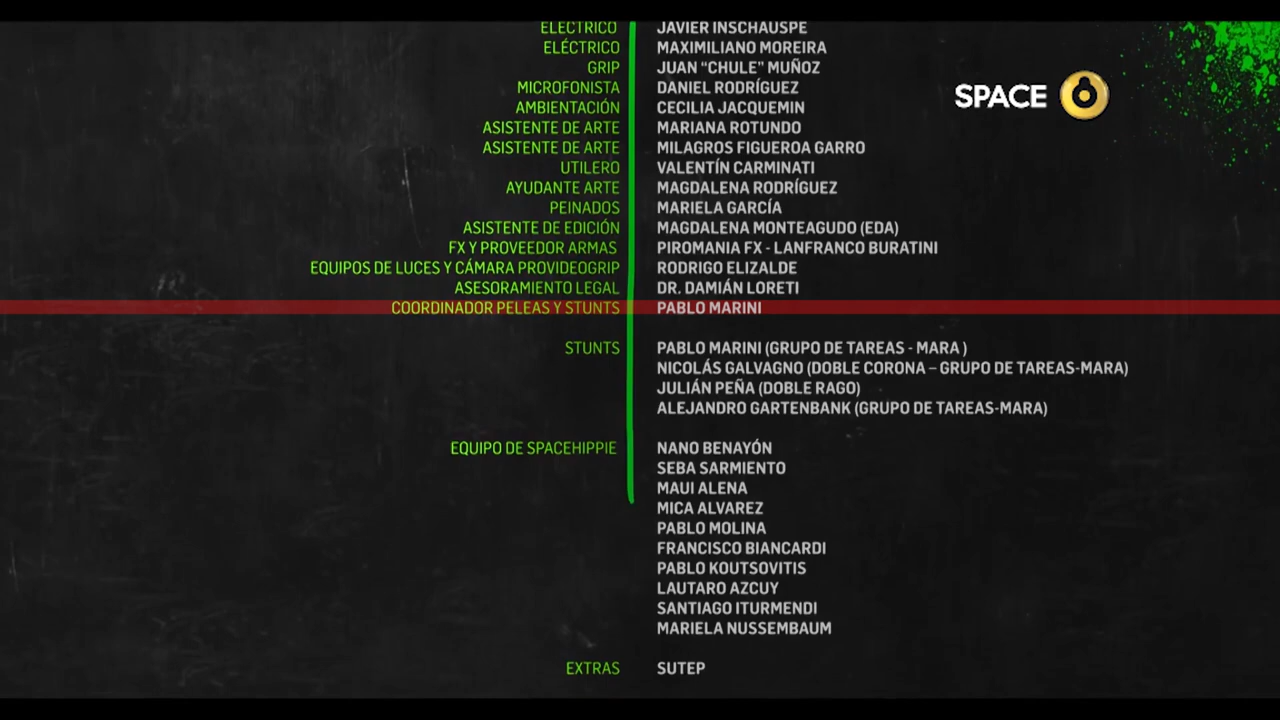 ELÉCTRICO JAVIER INSCHAUSPE
ELÉCTRICO MAXIMILIANO MOREIRA
GRIP JUAN “CHULE” MUÑOZ
MICROFONISTA DANIEL RODRÍGUEZ
SPACE
AMBIENTACIÓN CECILIA JACQUEMIN
ASISTENTE DE ARTE MARIANA ROTUNDO
ASISTENTE DE ARTE MILAGROS FIGUEROA GARRO
UTILERO VALENTÍN CARMINATI
AYUDANTE ARTE MAGDALENA RODRÍGUEZ
PEINADOS MARIELA GARCÍA
ASISTENTE DE EDICIÓN MAGDALENA MONTEAGUDO (EDA)
FX Y PROVEEDOR ARMAS PIROMANIA FX - LANFRANCO BURATINI
EQUIPOS DE LUCES Y CÁMARA PROVIDEOGRIP RODRIGO ELIZALDE
ASESORAMIENTO LEGAL DR. DAMIÁN LORETI
COORDINADOR PELEAS Y STUNTS PABLO MARINI
STUNTS PABLO MARINI (GRUPO DE TAREAS - MARA )
NICOLÁS GALVAGNO (DOBLE CORONA – GRUPO DE TAREAS-MARA)
JULIÁN PEÑA (DOBLE RAGO)
ALEJANDRO GARTENBANK (GRUPO DE TAREAS-MARA)
EQUIPO DE SPACEHIPPIE NANO BENAYÓN
SEBA SARMIENTO
MAUI ALENA
MICA ALVAREZ
PABLO MOLINA
FRANCISCO BIANCARDI
PABLO KOUTSOVITIS
LAUTARO AZCUY
SANTIAGO ITURMENDI
MARIELA NUSSEMBAUM
EXTRAS SUTEP